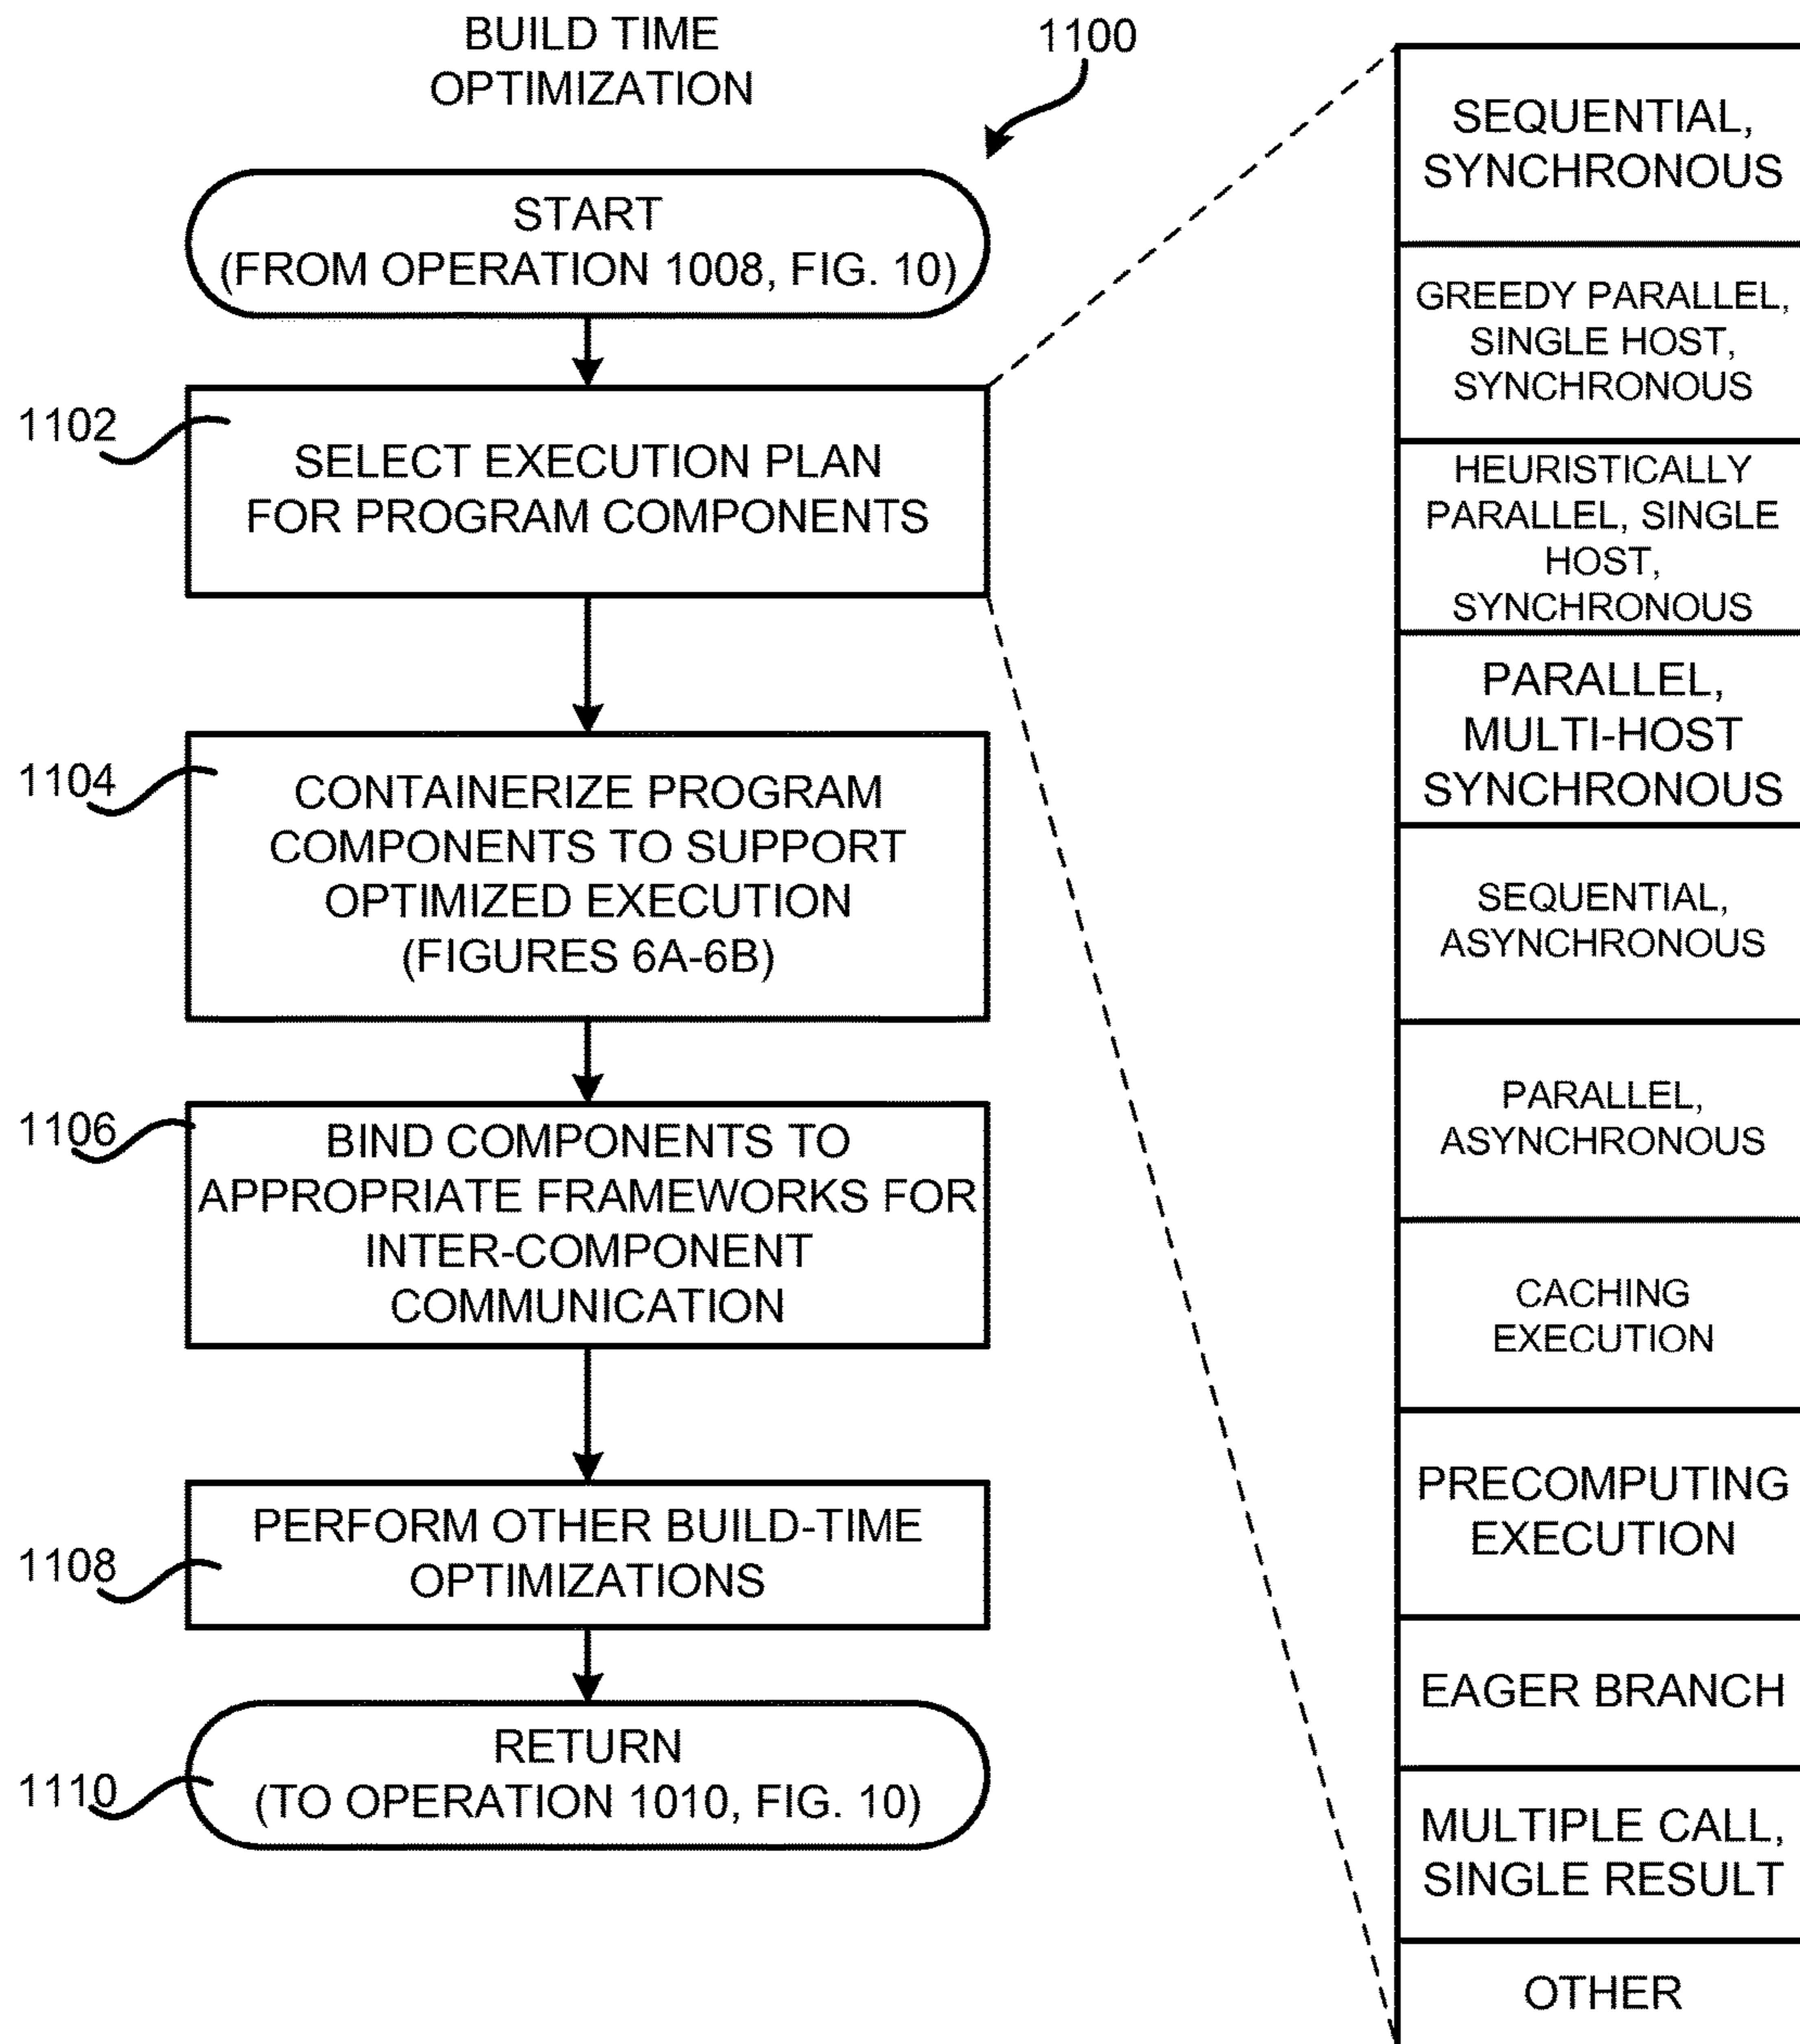 BUILD TIME
OPTIMIZATION
1100
START
(FROM OPERATION 1008, FIG. 10)
1102
SELECT EXECUTION PLAN
FOR PROGRAM COMPONENTS
1104
CONTAINERIZE PROGRAM
COMPONENTS TO SUPPORT
OPTIMIZED EXECUTION
(FIGURES 6A-6B)
1106
BIND COMPONENTS TO
APPROPRIATE FRAMEWORKS FOR
INTER-COMPONENT
COMMUNICATION
1108
PERFORM OTHER BUILD-TIME
OPTIMIZATIONS
1110
RETURN
(TO OPERATION 1010, FIG. 10)
SEQUENTIAL,
SYNCHRONOUS
GREEDY PARALLEL,
SINGLE HOST,
SYNCHRONOUS
HEURISTICALLY
PARALLEL, SINGLE
HOST,
SYNCHRONOUS
PARALLEL,
MULTI-HOST
SYNCHRONOUS
SEQUENTIAL,
ASYNCHRONOUS
PARALLEL,
ASYNCHRONOUS
CACHING
EXECUTION
PRECOMPUTING
EXECUTION
EAGER BRANCH
MULTIPLE CALL,
SINGLE RESULT
OTHER